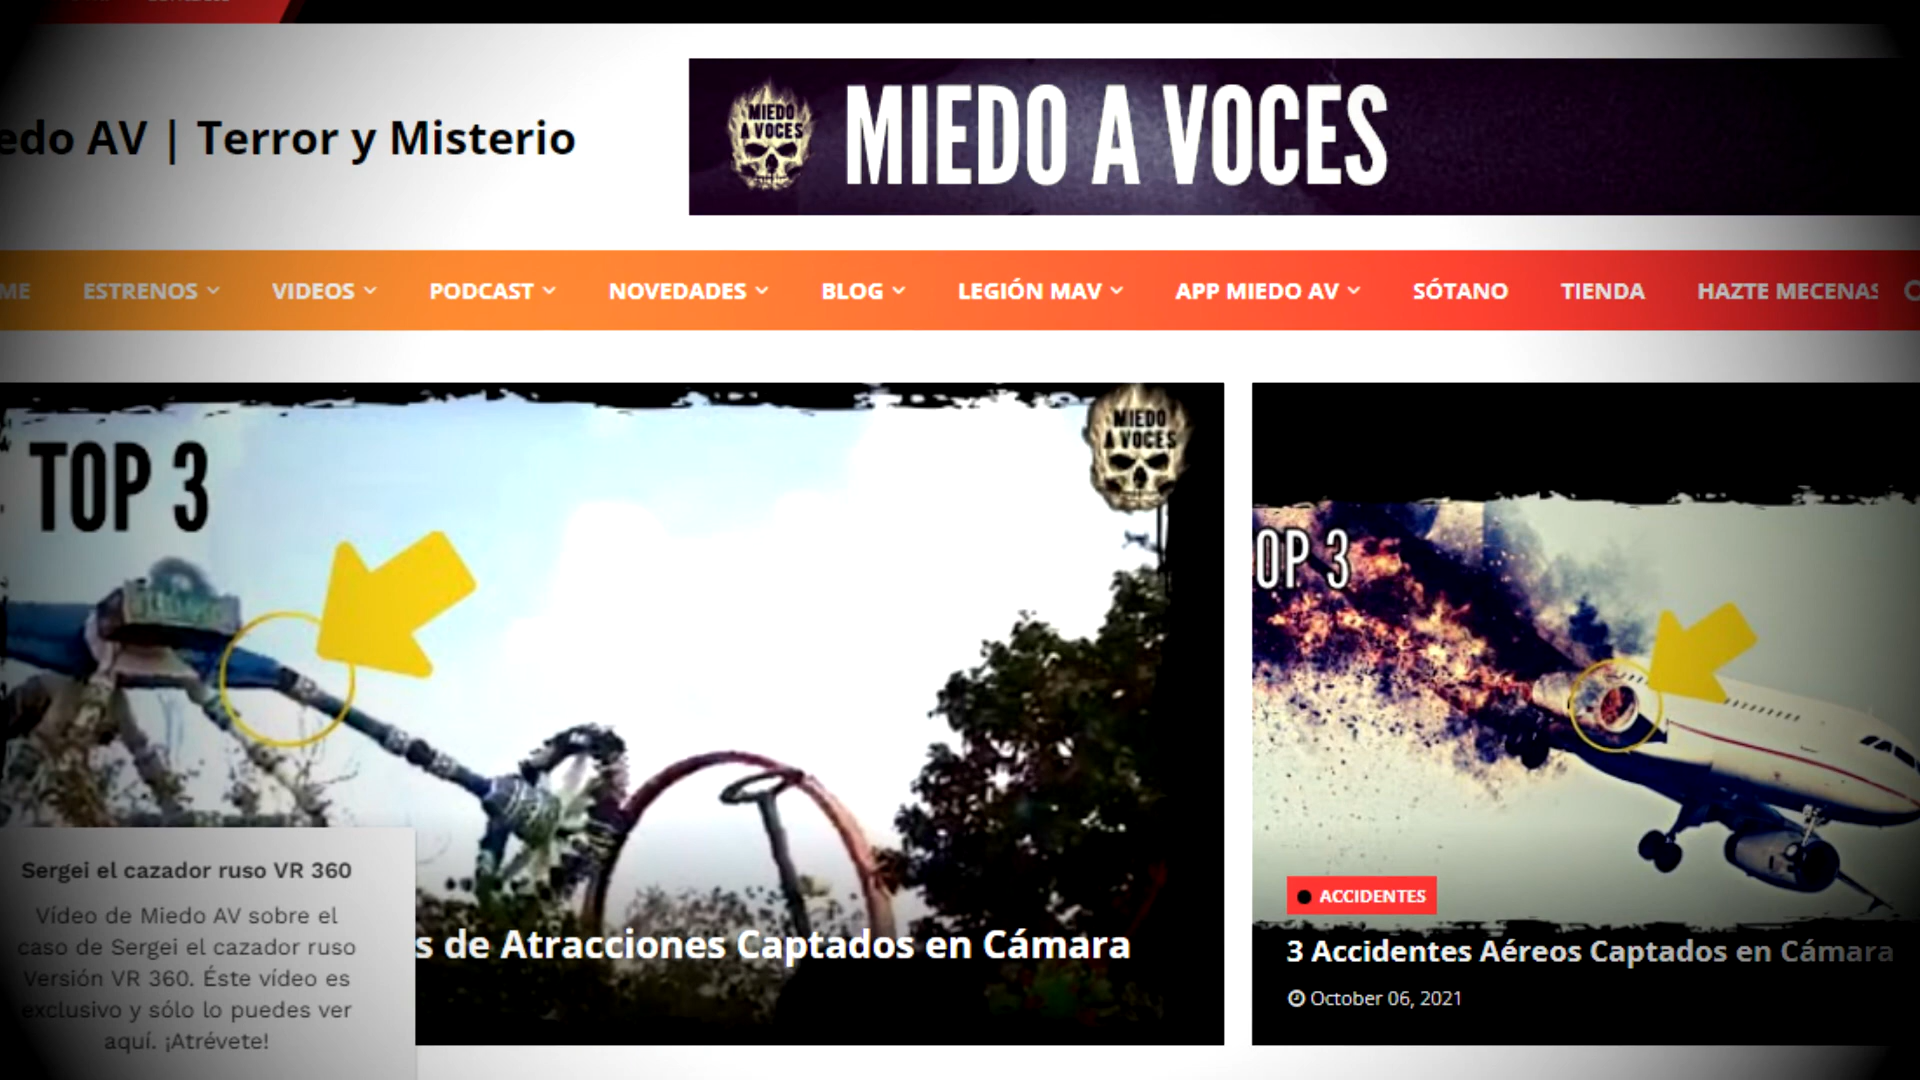 edo AV | Terror y Misterio
MIEDO
A VOCES
MIEDO A VOCES
ME
ESTRENOS
VIDEOS
PODCAST
NOVEDADES
BLOG
LEGIÓN MAV
APP MIEDO AV
SÓTANO
TIENDA
HAZTE MECENAS
TOP 3
MIEDO
A VOCES
OP 3
Sergei el cazador ruso VR 360
Vídeo de Miedo AV sobre el
caso de Sergei el cazador ruso
Versión VR 360. Éste vídeo es
exclusivo y sólo lo puedes ver
aquí. ¡Atrévete!
s de Atracciones Captados en Cámara
ACCIDENTES
3 Accidentes Aéreos Captados en Cámara
October 06, 2021